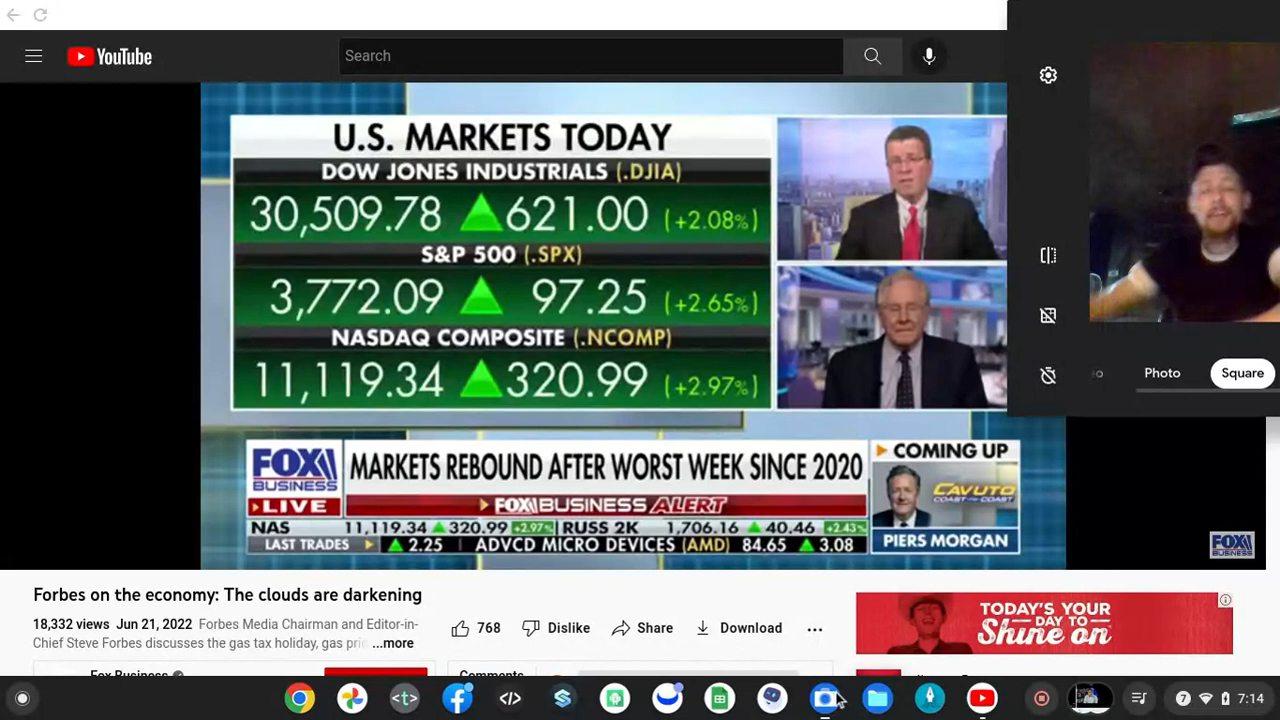 YouTube
Search
U.S. MARKETS TODAY
DOW JONES INDUSTRIALS (.DJIA)
30,509.78 ▲ 621.00 (+2.08%)
S&P 500 (.SPX)
3,772.09 ▲ 97.25 (+2.65%)
NASDAQ COMPOSITE (.NCOMP)
11,119.34 ▲ 320.99 (+2.97%)
Photo
Square
FOX
BUSINESS
LIVE
MARKETS REBOUND AFTER WORST WEEK SINCE 2020
FOX BUSINESS ALERT
NAS 11,119.34 ▲ 320.99 +2.97% RUSS 2K 1,706.16 ▲ 40.46 +2.43%
LAST TRADES ▲ 2.25 | ADVCD MICRO DEVICES (AMD) 84.65 ▲ 3.08
COMING UP
CAVUTO
COAST to COAST
PIERS MORGAN
FOX
BUSINESS
Forbes on the economy: The clouds are darkening
18,332 views Jun 21, 2022 Forbes Media Chairman and Editor-in-
Chief Steve Forbes discusses the gas tax holiday, gas pri ...more
768 Dislike Share Download
TODAY'S YOUR
DAY TO
Shine on
Fox Business
Comments
<t>
7 7:14